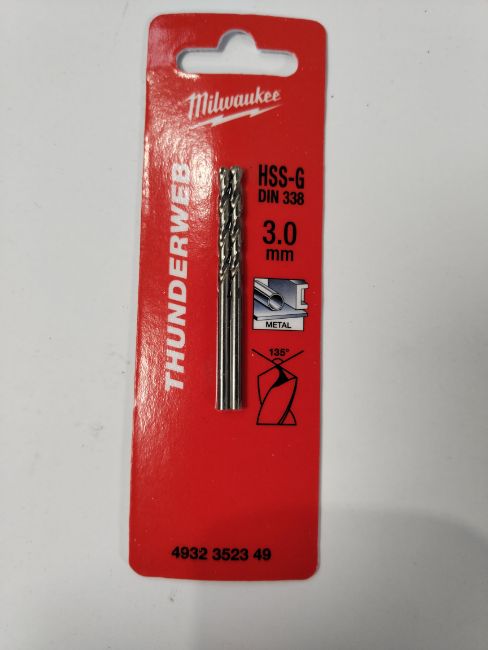 Milwaukee
THUNDERWEB
HSS-G
DIN 338
3.0
mm
METAL
135°
4932 3523 49